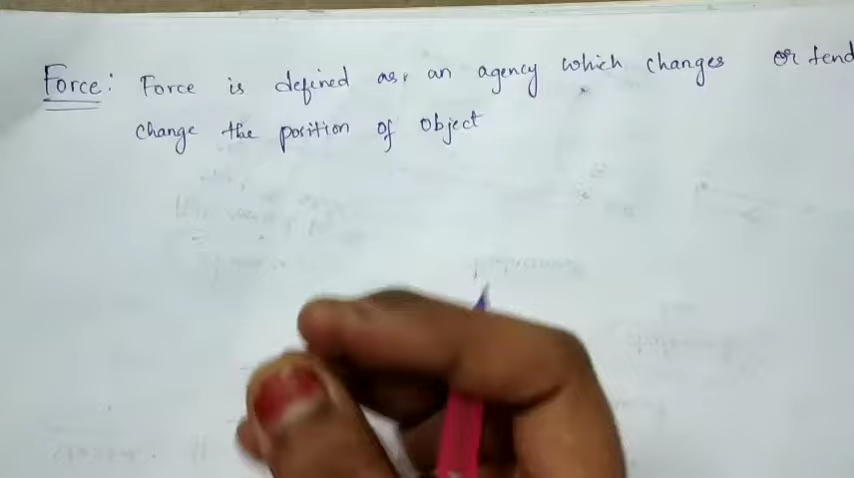 Force: Force is defined as, an agency which changes or tend
change the position of object